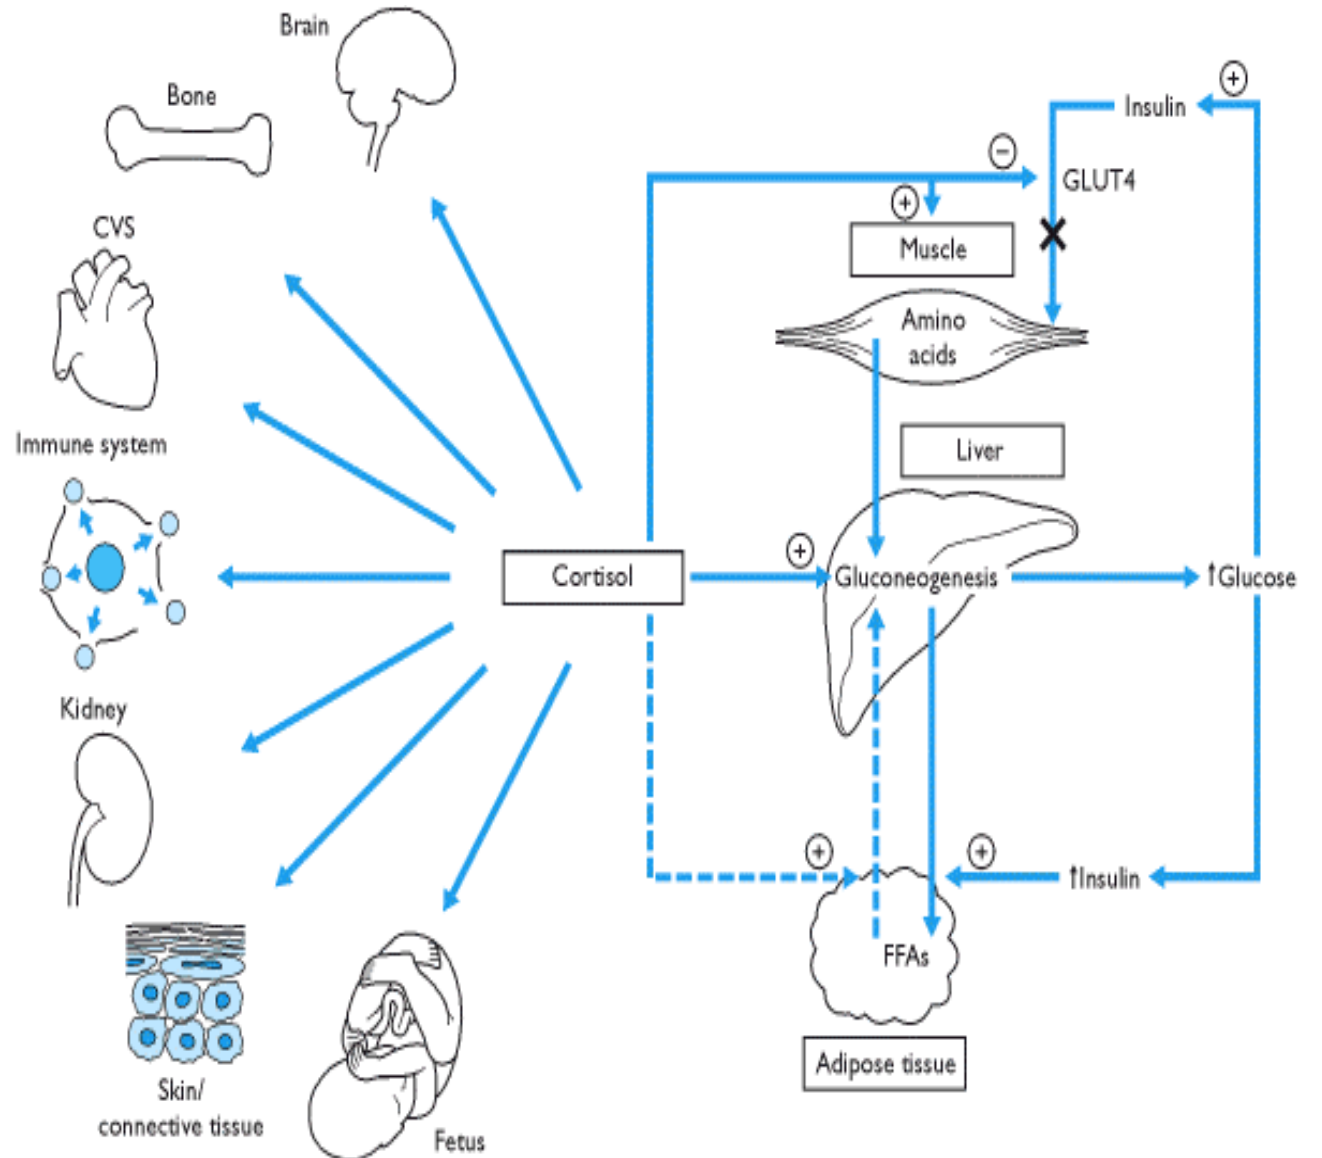 Brain
Bone
CVS
Immune system
Kidney
Skin/
connective tissue
Fetus
Cortisol
+
−
+
Insulin
GLUT4
+
Muscle
Amino
acids
Liver
+
Gluconeogenesis
↑Glucose
+
+
↑Insulin
FFAs
Adipose tissue